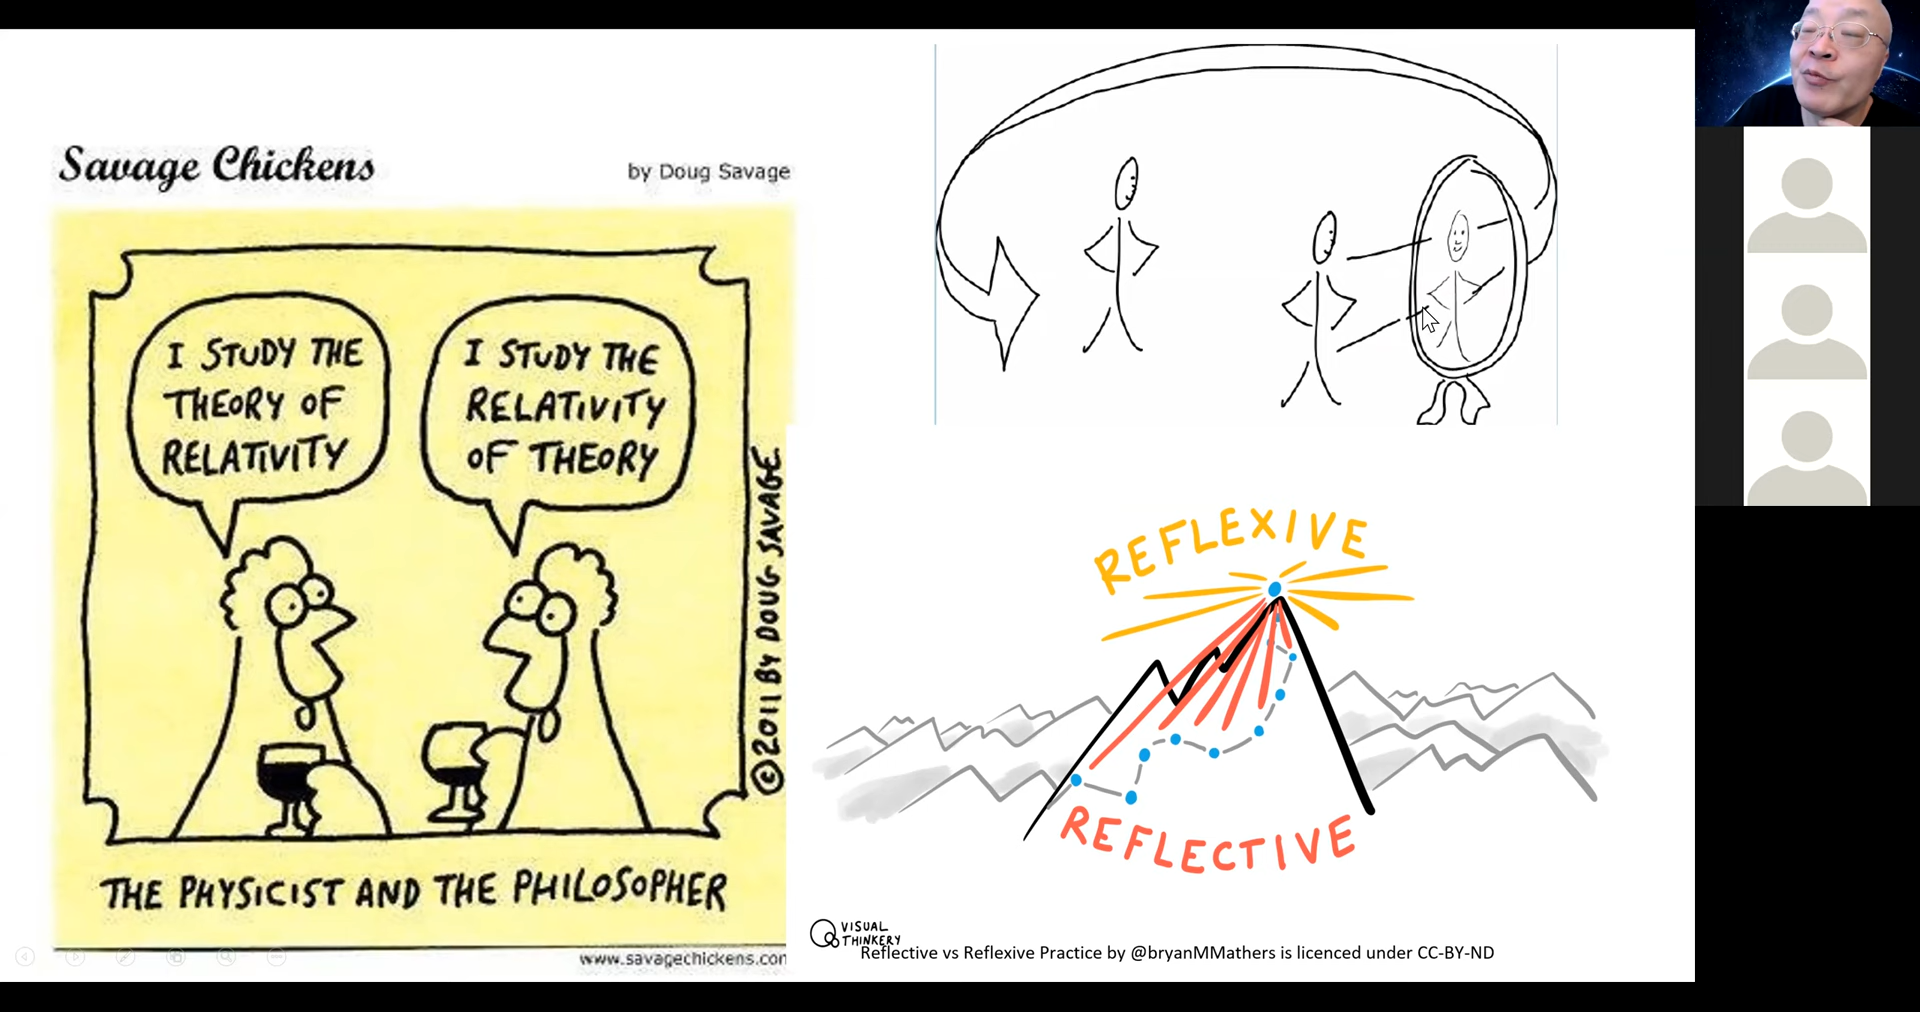 Savage Chickens
by Doug Savage
I STUDY THE
THEORY OF
RELATIVITY
I STUDY THE
RELATIVITY
OF THEORY
©2011 BY DOUG SAVAGE
THE PHYSICIST AND THE PHILOSOPHER
www.savagechickens.com
REFLEXIVE
REFLECTIVE
VISUAL
THINKERY
Reflective vs Reflexive Practice by @bryanMMathers is licenced under CC-BY-ND